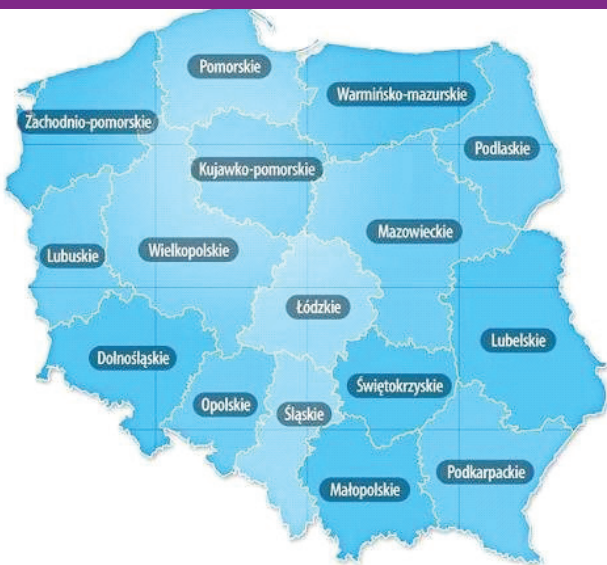 Pomorskie
Warmińsko-mazurskie
Zachodnio-pomorskie
Podlaskie
Kujawko-pomorskie
Mazowieckie
Wielkopolskie
Lubuskie
Łódzkie
Lubelskie
Dolnośląskie
Świętokrzyskie
Opolskie
Śląskie
Podkarpackie
Małopolskie